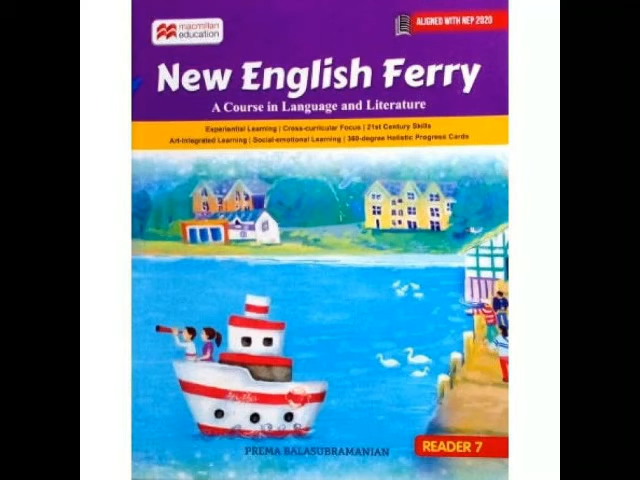 macmillan
education
ALIGNED WITH NEP 2020
New English Ferry
A Course in Language and Literature
Experiential Learning | Cross-curricular Focus | 21st Century Skills
Art-Integrated Learning | Social-emotional Learning | 360-degree Holistic Progress Cards
PREMA BALASUBRAMANIAN
READER 7